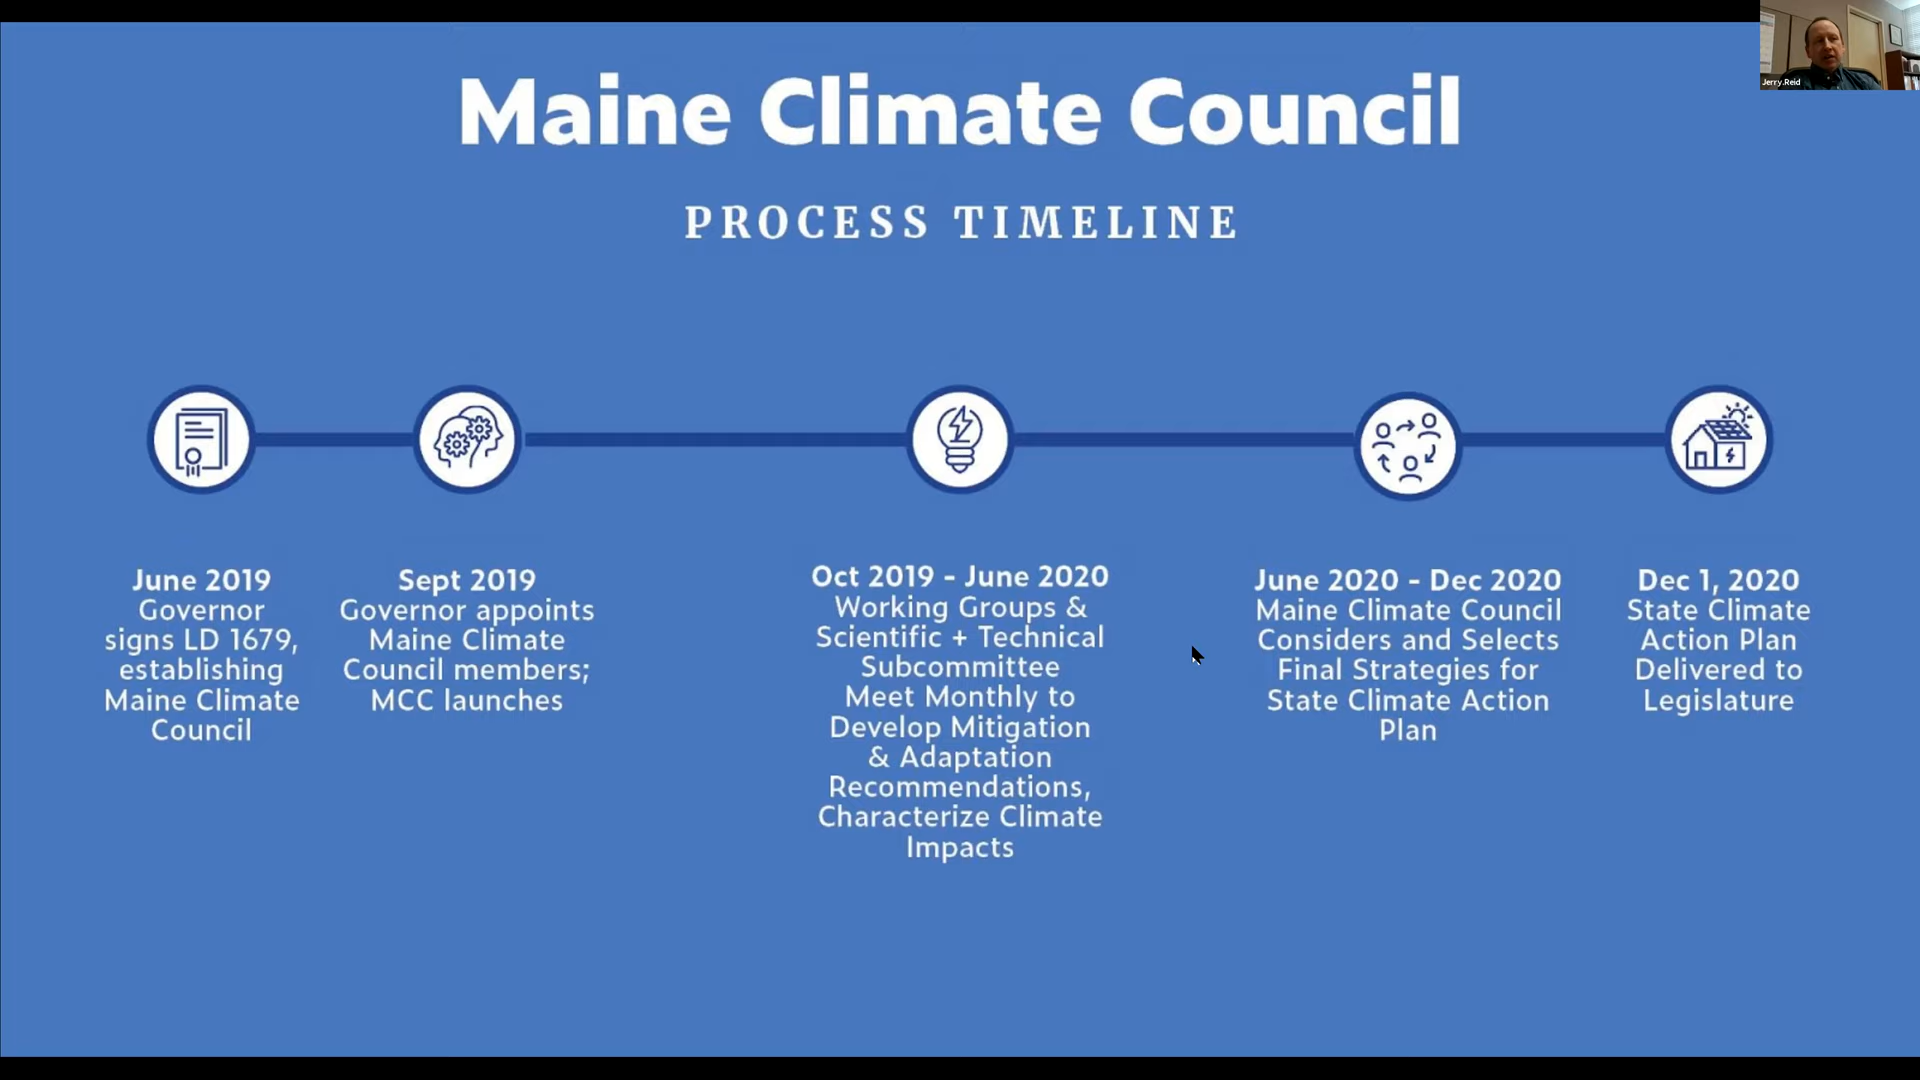 Maine Climate Council
PROCESS TIMELINE
Jerry.Reid
June 2019
Governor
signs LD 1679,
establishing
Maine Climate
Council
Sept 2019
Governor appoints
Maine Climate
Council members;
MCC launches
Oct 2019 - June 2020
Working Groups &
Scientific + Technical
Subcommittee
Meet Monthly to
Develop Mitigation
& Adaptation
Recommendations,
Characterize Climate
Impacts
June 2020 - Dec 2020
Maine Climate Council
Considers and Selects
Final Strategies for
State Climate Action
Plan
Dec 1, 2020
State Climate
Action Plan
Delivered to
Legislature